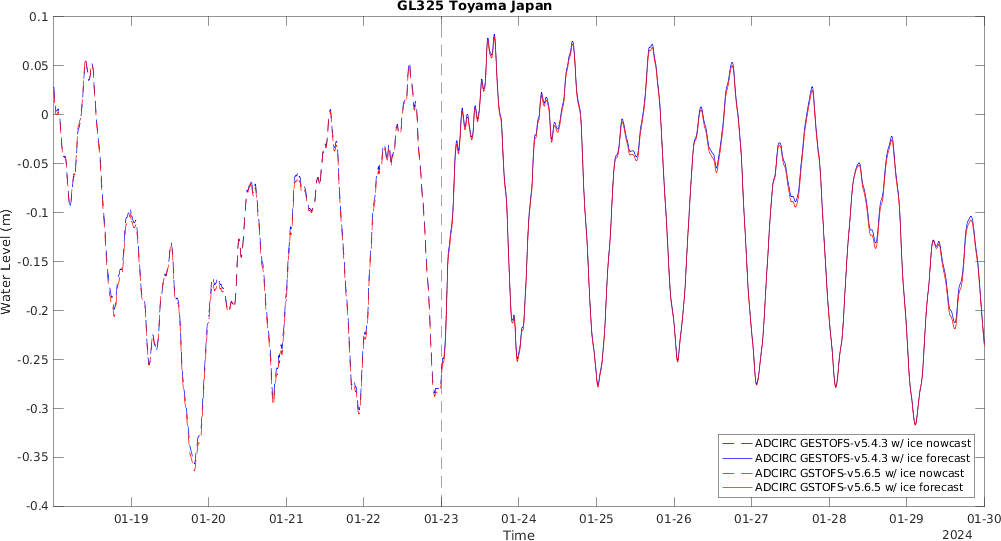 GL325 Toyama Japan
0.1
0.05
0
-0.05
-0.1
-0.15
-0.2
-0.25
-0.3
-0.35
-0.4
Water Level (m)
ADCIRC GESTOFS-v5.4.3 w/ ice nowcast
ADCIRC GESTOFS-v5.4.3 w/ ice forecast
ADCIRC GSTOFS-v5.6.5 w/ ice nowcast
ADCIRC GSTOFS-v5.6.5 w/ ice forecast
01-19 01-20 01-21 01-22 01-23 01-24 01-25 01-26 01-27 01-28 01-29 01-30
Time
2024